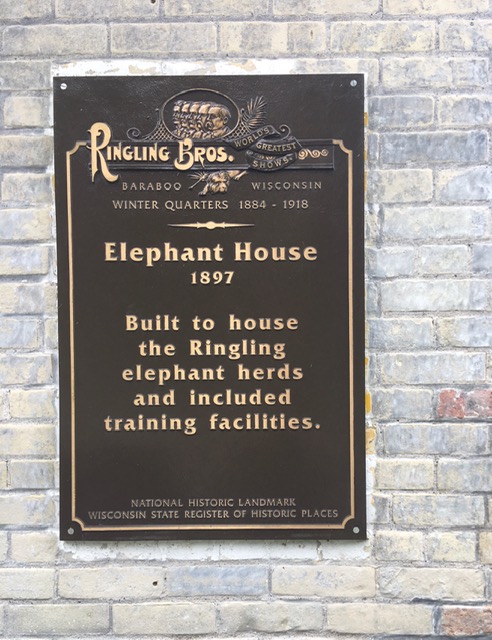 RINGLING BROS.
WORLD'S
GREATEST
SHOWS
BARABOO WISCONSIN
WINTER QUARTERS 1884 - 1918
Elephant House
1897
Built to house
the Ringling
elephant herds
and included
training facilities.
NATIONAL HISTORIC LANDMARK
WISCONSIN STATE REGISTER OF HISTORIC PLACES